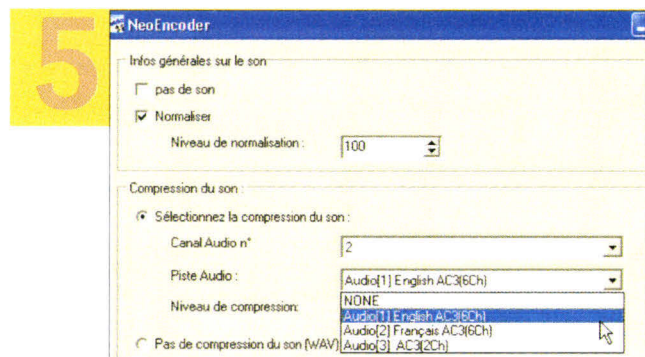 5
NeoEncoder
Infos générales sur le son
pas de son
Normaliser
Niveau de normalisation :
100
Compression du son :
Sélectionnez la compression du son :
Canal Audio n°
2
Piste Audio :
Audio[1] English AC3(6Ch)
Niveau de compression:
NONE
Audio[1] English AC3(6Ch)
Audio[2] Français AC3(6Ch)
Audio[3] AC3(2Ch)
Pas de compression du son (WAV)